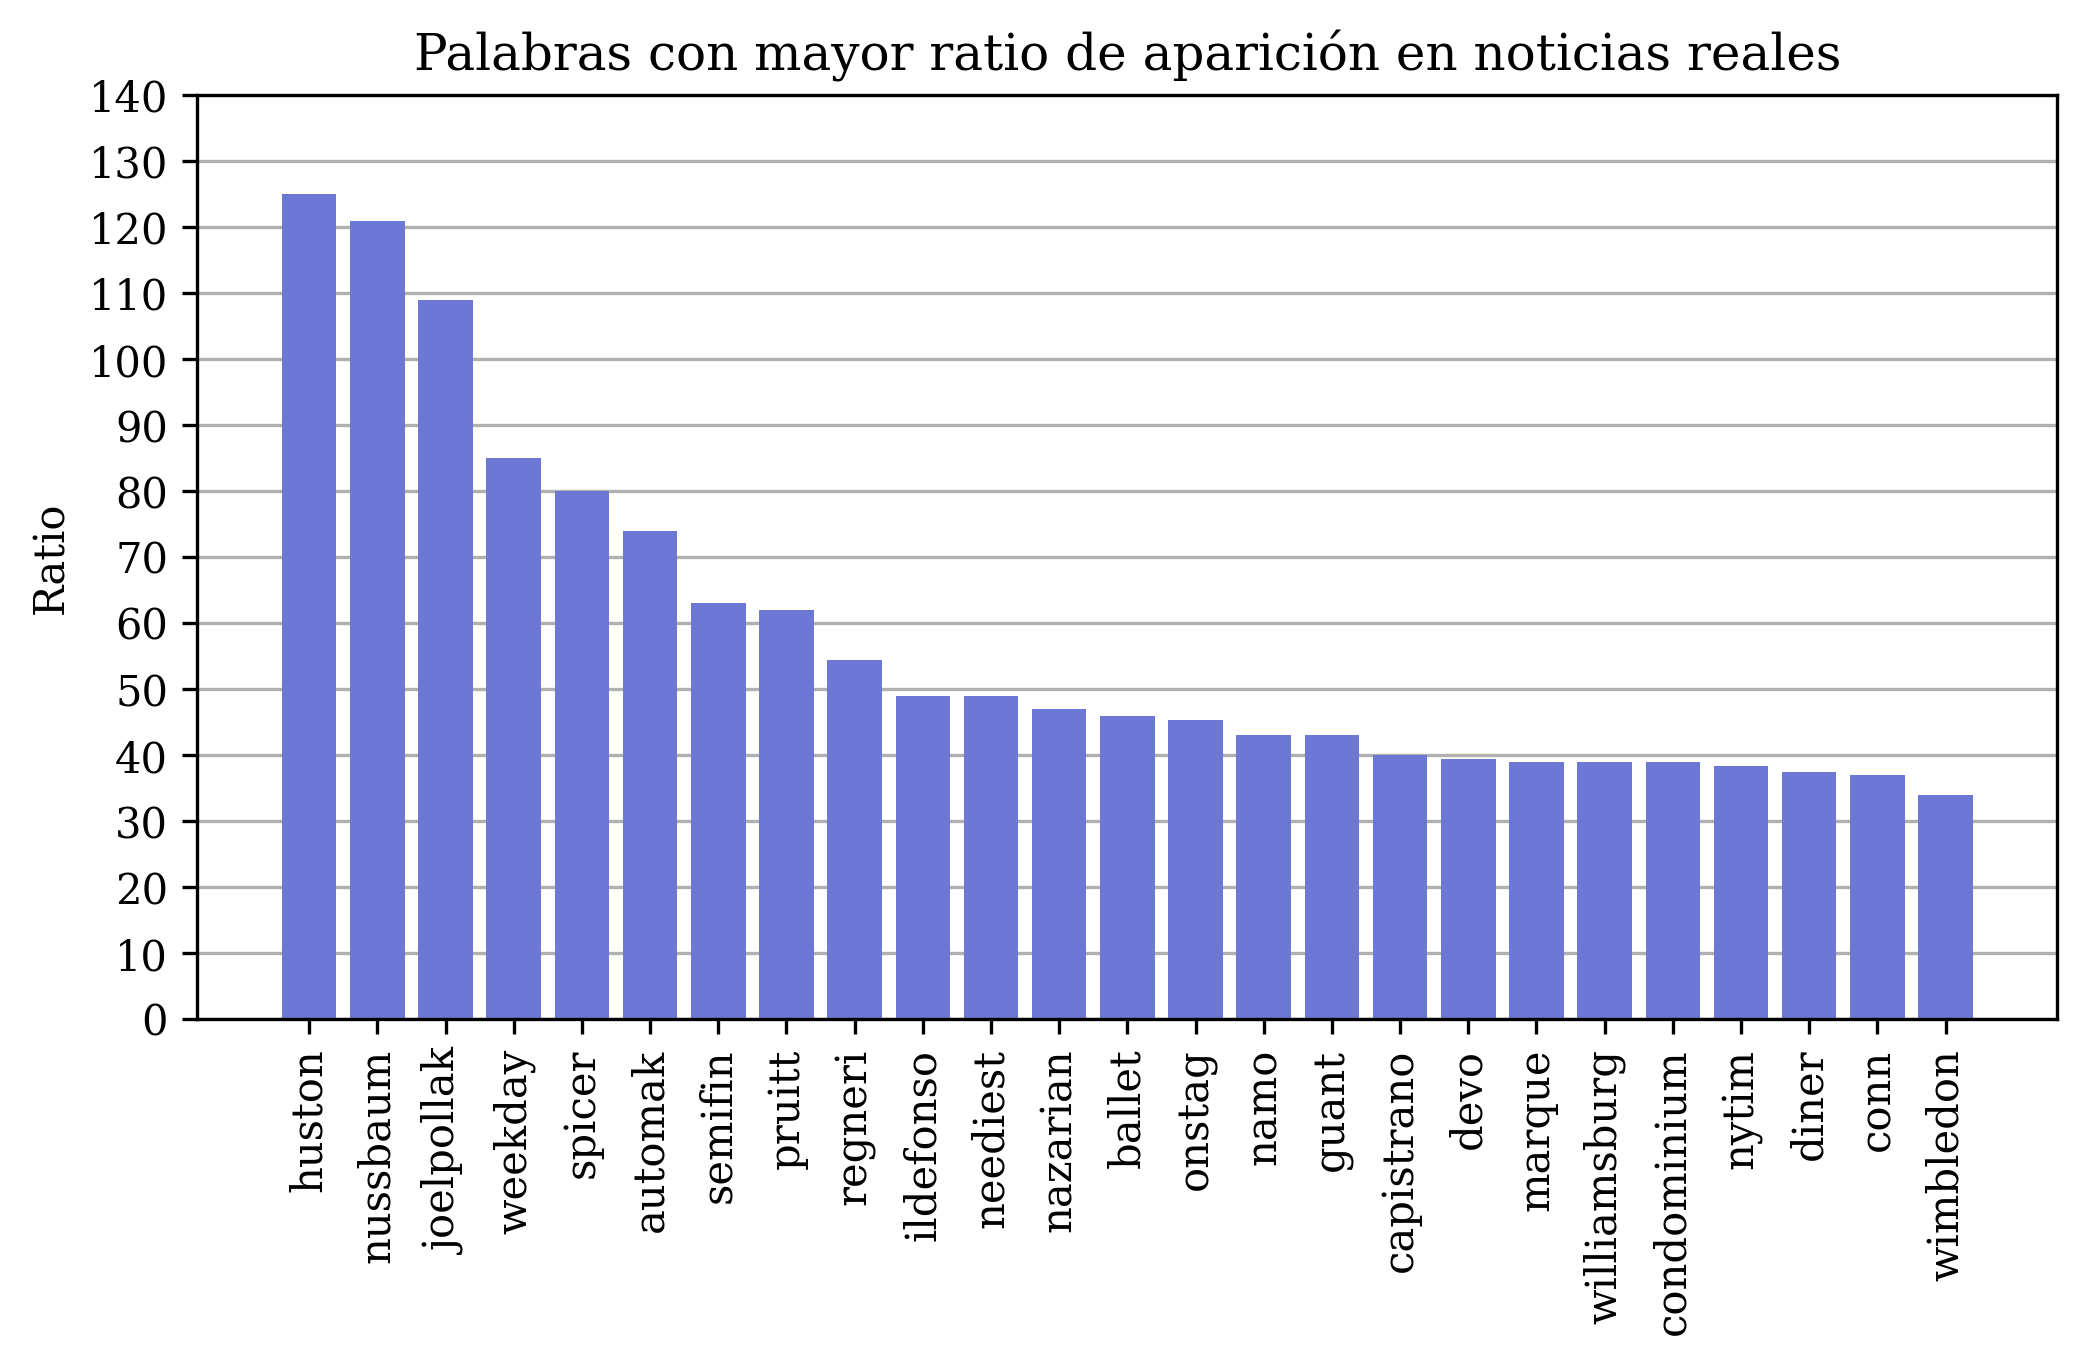 Palabras con mayor ratio de aparición en noticias reales
140
130
120
110
100
90
80
70
60
50
40
30
20
10
0
Ratio
huston
nussbaum
joelpollak
weekday
spicer
automak
semifin
pruitt
regneri
ildefonso
neediest
nazarian
ballet
onstag
namo
guant
capistrano
devo
marque
williamsburg
condominium
nytim
diner
conn
wimbledon